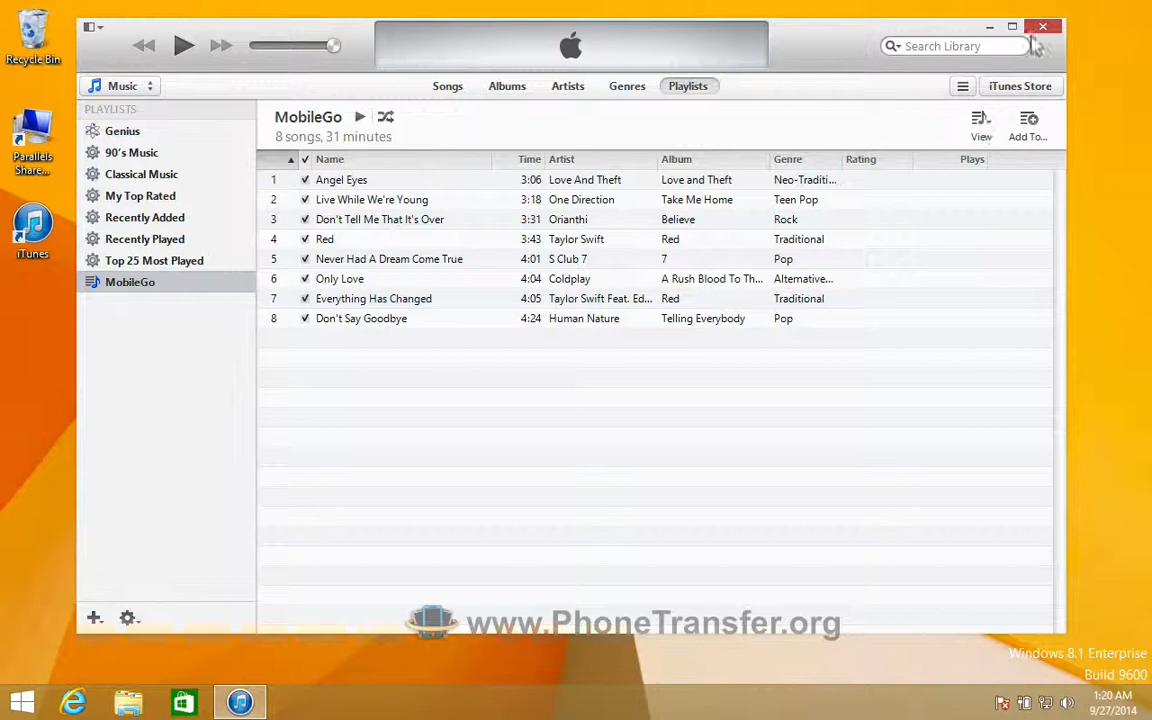 Recycle Bin
Parallels
Share...
iTunes
Search Library
Music
Songs
Albums
Artists
Genres
Playlists
iTunes Store
PLAYLISTS
Genius
90's Music
Classical Music
My Top Rated
Recently Added
Recently Played
Top 25 Most Played
MobileGo
MobileGo
8 songs, 31 minutes
View
Add To...
Name Time Artist Album Genre Rating Plays
1 Angel Eyes 3:06 Love And Theft Love and Theft Neo-Traditi...
2 Live While We're Young 3:18 One Direction Take Me Home Teen Pop
3 Don't Tell Me That It's Over 3:31 Orianthi Believe Rock
4 Red 3:43 Taylor Swift Red Traditional
5 Never Had A Dream Come True 4:01 S Club 7 7 Pop
6 Only Love 4:04 Coldplay A Rush Blood To Th... Alternative...
7 Everything Has Changed 4:05 Taylor Swift Feat. Ed... Red Traditional
8 Don't Say Goodbye 4:24 Human Nature Telling Everybody Pop
www.PhoneTransfer.org
Windows 8.1 Enterprise
Build 9600
1:20 AM
9/27/2014